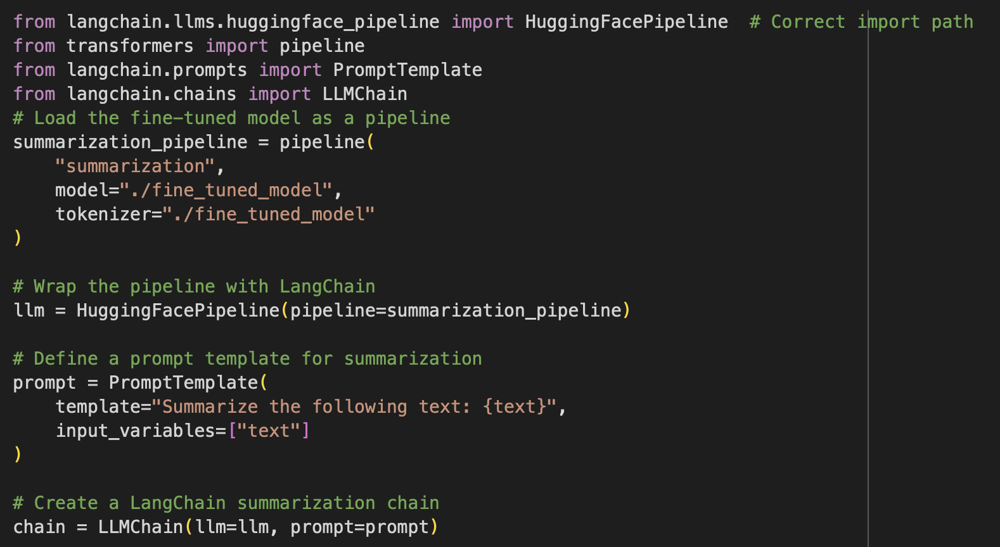 from langchain.llms.huggingface_pipeline import HuggingFacePipeline  # Correct import path
from transformers import pipeline
from langchain.prompts import PromptTemplate
from langchain.chains import LLMChain
# Load the fine-tuned model as a pipeline
summarization_pipeline = pipeline(
    "summarization",
    model="./fine_tuned_model",
    tokenizer="./fine_tuned_model"
)

# Wrap the pipeline with LangChain
llm = HuggingFacePipeline(pipeline=summarization_pipeline)

# Define a prompt template for summarization
prompt = PromptTemplate(
    template="Summarize the following text: {text}",
    input_variables=["text"]
)

# Create a LangChain summarization chain
chain = LLMChain(llm=llm, prompt=prompt)